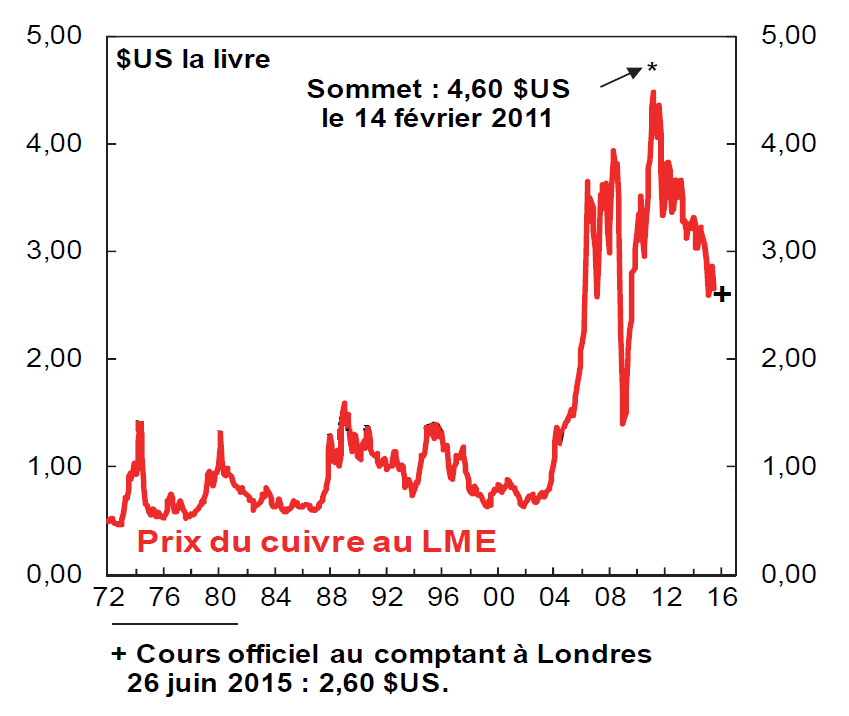 5,00 5,00
$US la livre
*
Sommet : 4,60 $US
le 14 février 2011
4,00 4,00
3,00 3,00
+
2,00 2,00
1,00 1,00
Prix du cuivre au LME
0,00 0,00
72 76 80 84 88 92 96 00 04 08 12 16
+ Cours officiel au comptant à Londres
26 juin 2015 : 2,60 $US.